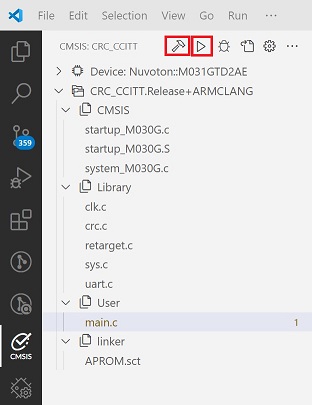 File Edit Selection View Go Run
CMSIS: CRC_CCITT
Device: Nuvoton::M031GTD2AE
CRC_CCITT.Release+ARMCLANG
CMSIS
startup_M030G.c
startup_M030G.S
359
system_M030G.c
Library
clk.c
crc.c
retarget.c
sys.c
uart.c
User
main.c 1
linker
CMSIS
APROM.sct